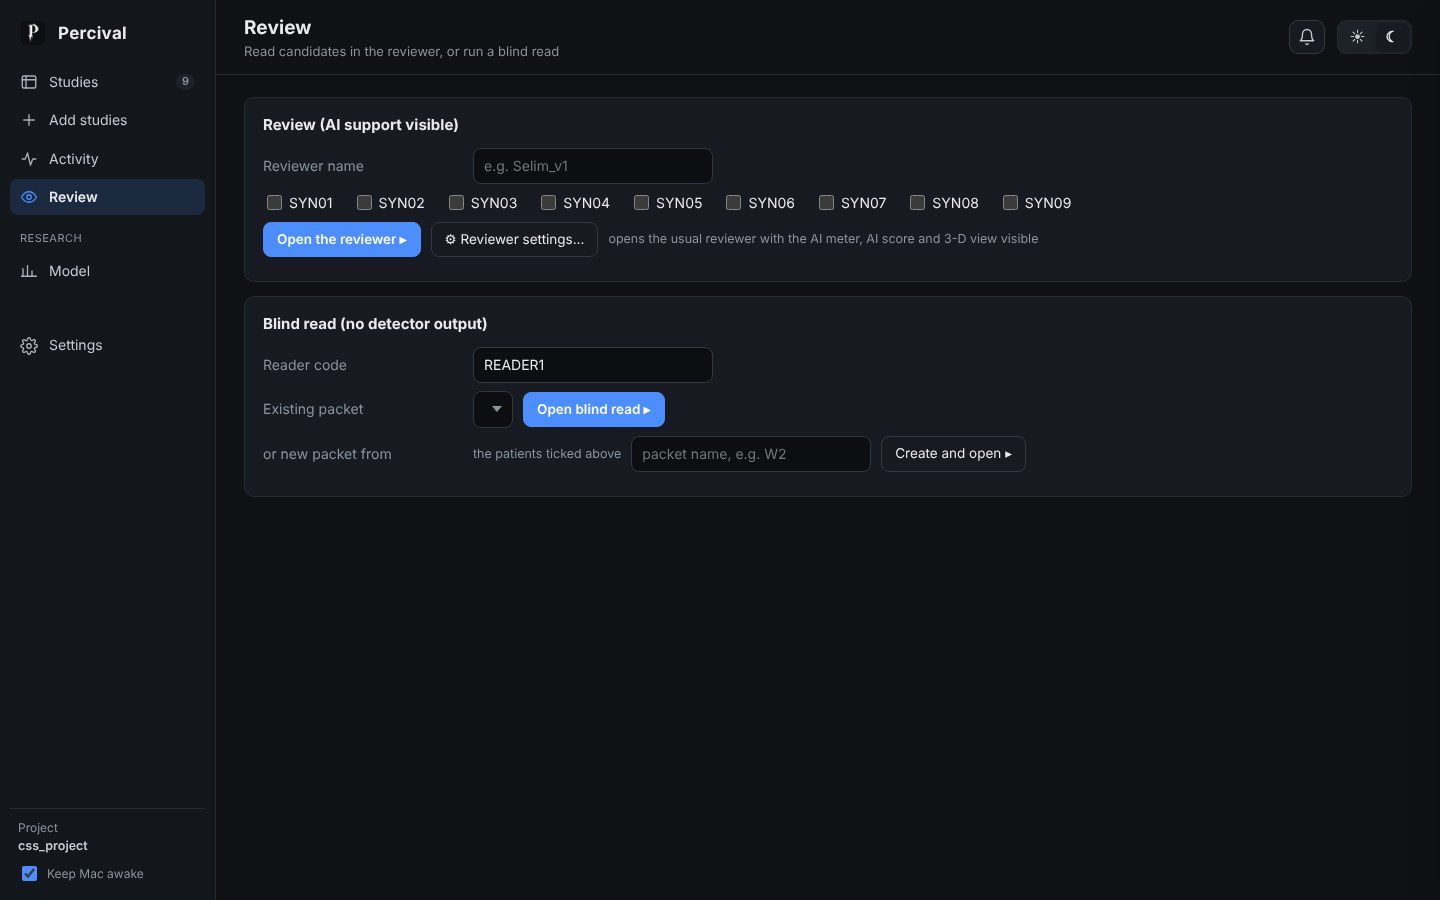 Percival
Studies 9
Add studies
Activity
Review
RESEARCH
Model
Settings
Project
css_project
Keep Mac awake
Review
Read candidates in the reviewer, or run a blind read
Review (AI support visible)
Reviewer name e.g. Selim_v1
SYN01 SYN02 SYN03 SYN04 SYN05 SYN06 SYN07 SYN08 SYN09
Open the reviewer ▸ ⚙ Reviewer settings... opens the usual reviewer with the AI meter, AI score and 3-D view visible
Blind read (no detector output)
Reader code READER1
Existing packet Open blind read ▸
or new packet from the patients ticked above packet name, e.g. W2 Create and open ▸